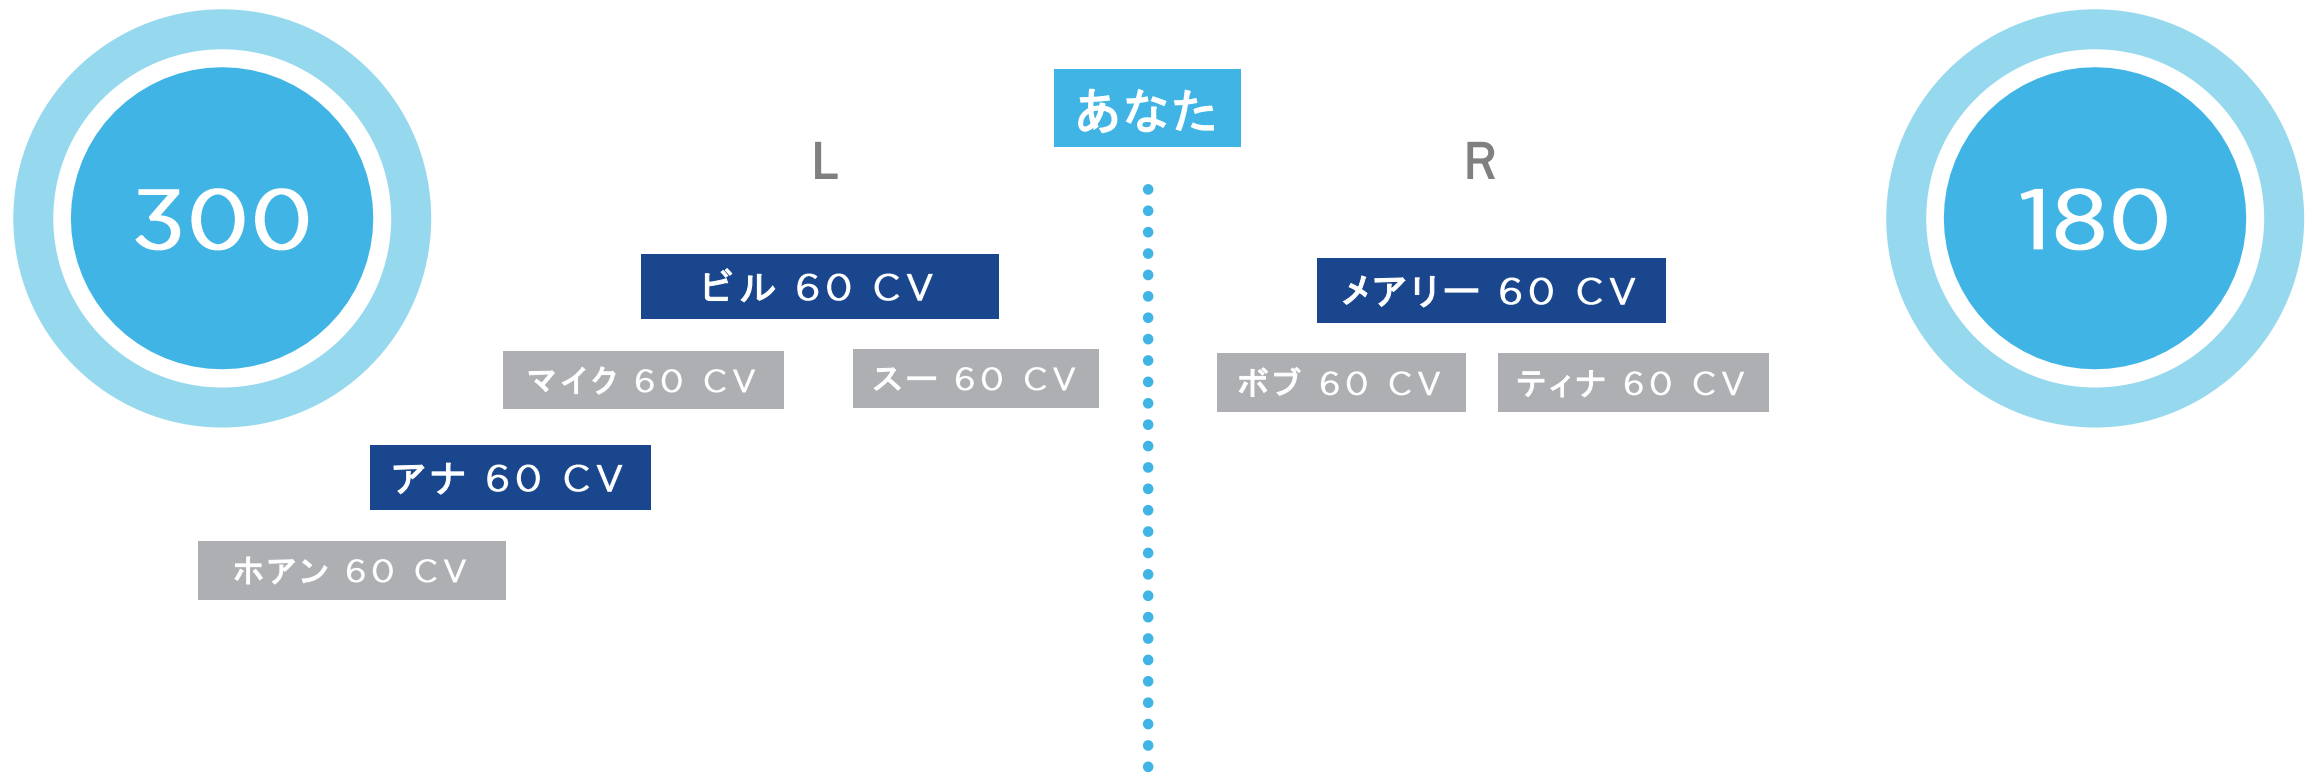 あなた
L
R
300
180
ビル 60 CV
メアリー 60 CV
マイク 60 CV
スー 60 CV
ボブ 60 CV
ティナ 60 CV
アナ 60 CV
ホアン 60 CV